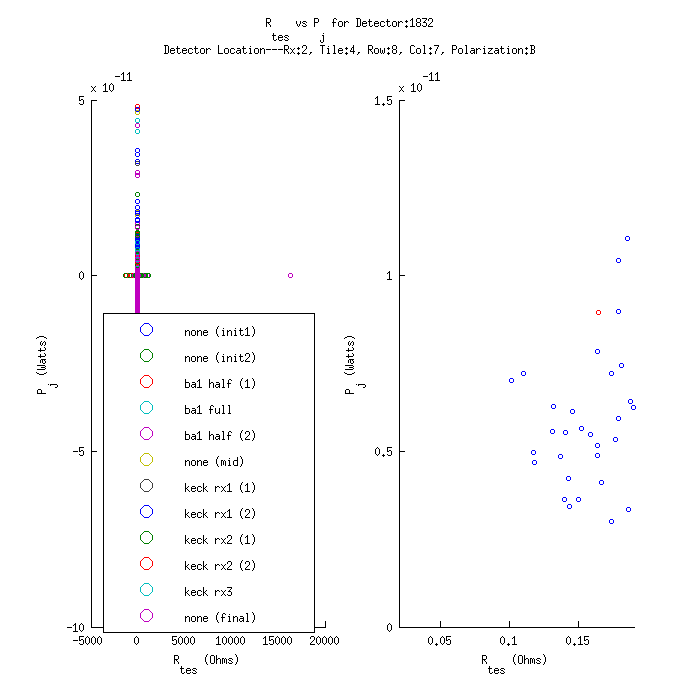 R tes vs P j for Detector:1832
Detector Location---Rx:2, Tile:4, Row:8, Col:7, Polarization:B
x 10 -11
5
0
-5
-10
P j (Watts)
-5000 0 5000 10000 15000 20000
R tes (Ohms)
none (init1)
none (init2)
ba1 half (1)
ba1 full
ba1 half (2)
none (mid)
keck rx1 (1)
keck rx1 (2)
keck rx2 (1)
keck rx2 (2)
keck rx3
none (final)
x 10 -11
1.5
1
0.5
0
P j (Watts)
0.05 0.1 0.15
R tes (Ohms)